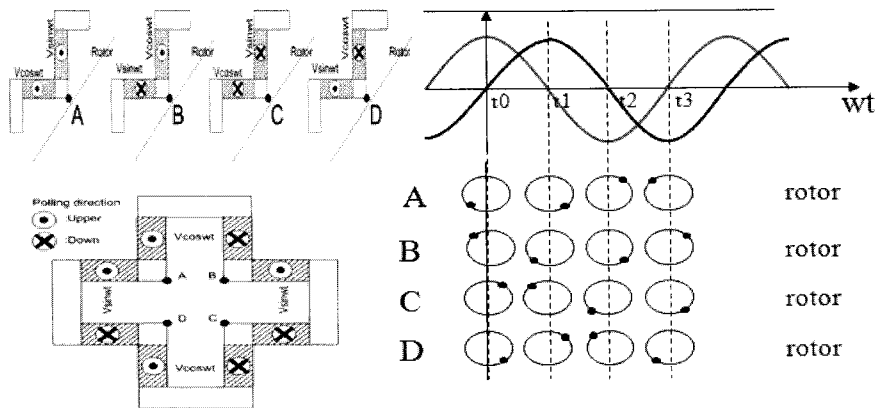 Vsinwt
Vcoswt
Rotor
A
Vcoswt
Vsinwt
Rotor
B
Vsinwt
Vcoswt
Rotor
C
Vcoswt
Vsinwt
Rotor
D
t0
t1
t2
t3
wt
Polling direction
:Upper
:Down
Vcoswt
Vsinwt
A
B
Vsinwt
D
C
Vcoswt
A
rotor
B
rotor
C
rotor
D
rotor